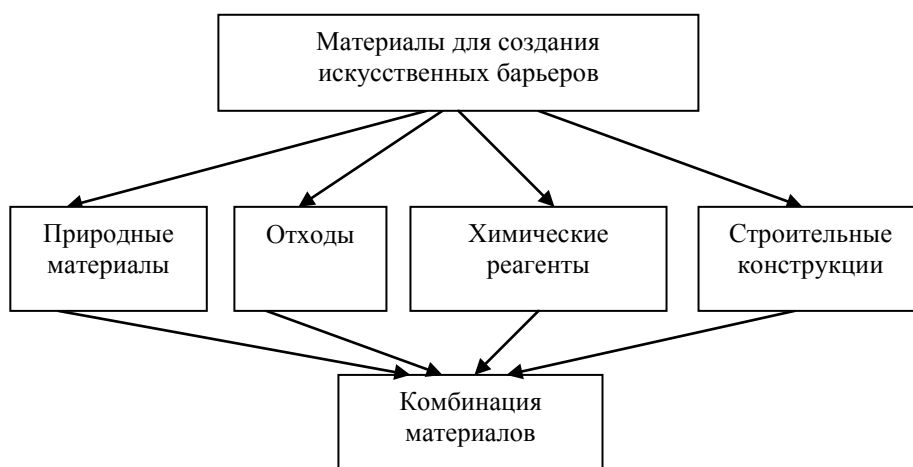 Материалы для создания
искусственных барьеров
Природные
материалы
Отходы
Химические
реагенты
Строительные
конструкции
Комбинация
материалов